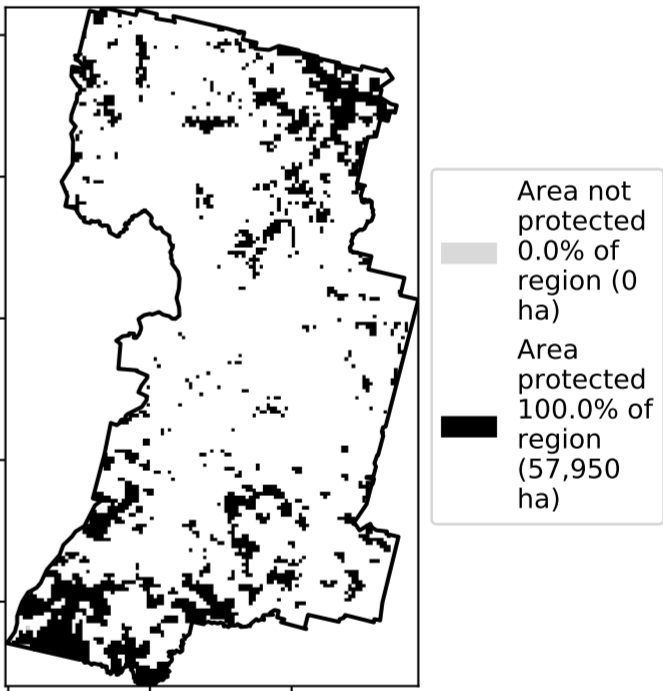 Area not
protected
0.0% of
region (0
ha)
Area
protected
100.0% of
region
(57,950
ha)